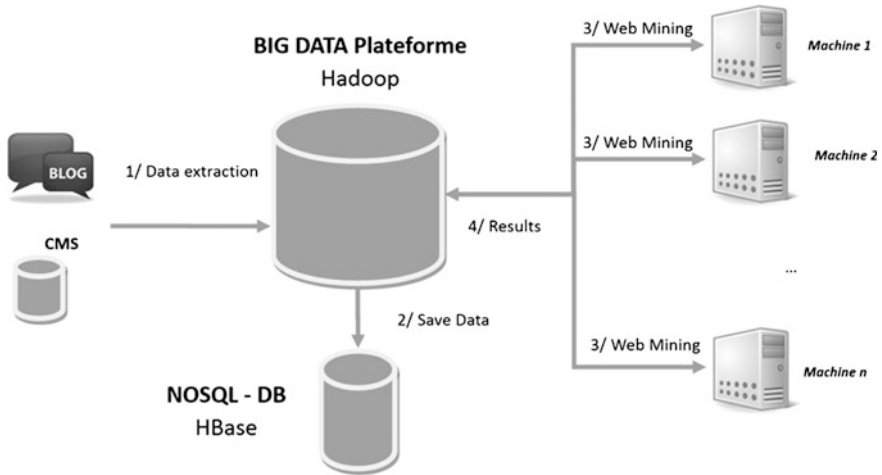 BIG DATA Plateforme
Hadoop
3/ Web Mining
Machine 1
BLOG
1/ Data extraction
3/ Web Mining
Machine 2
CMS
4/ Results
...
2/ Save Data
3/ Web Mining
Machine n
NOSQL - DB
HBase